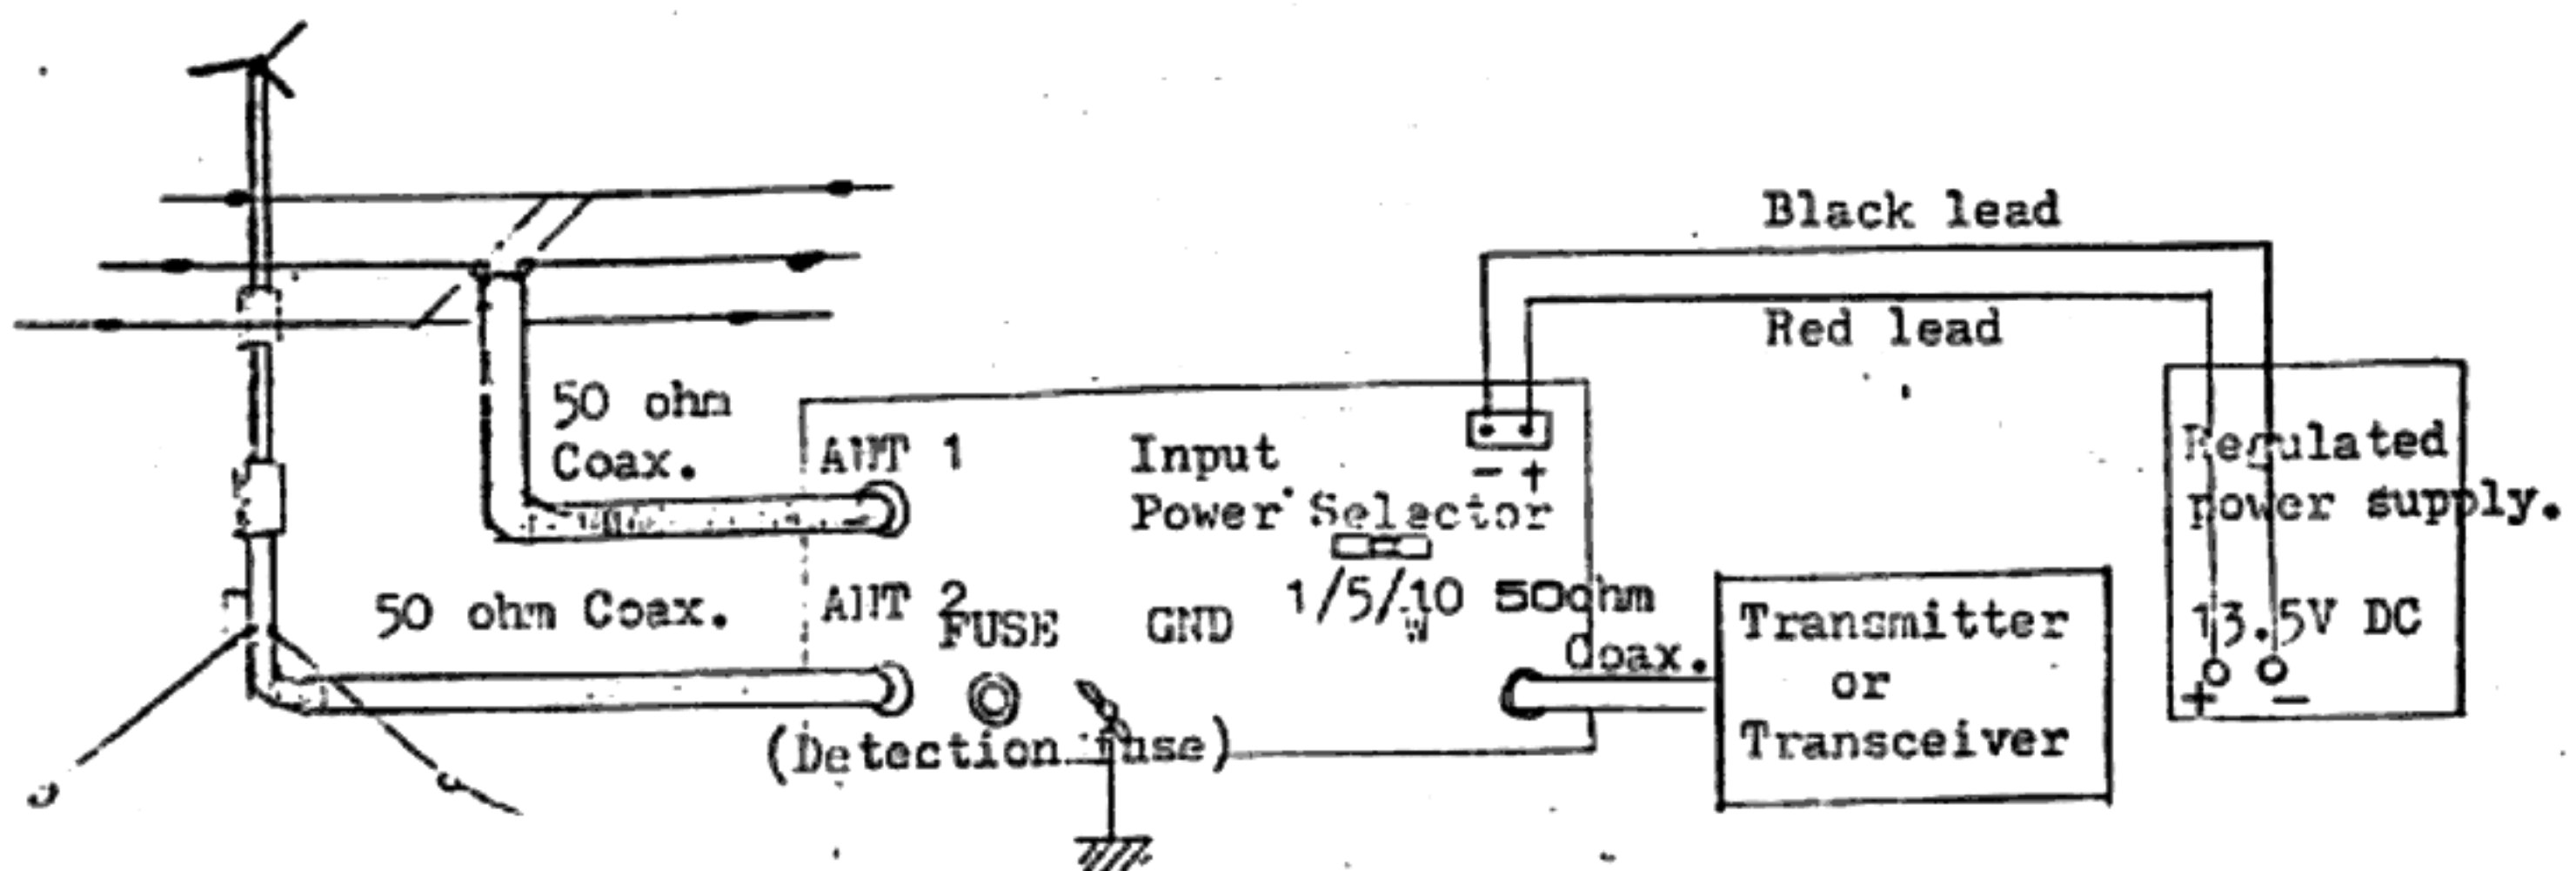 Black lead
Red lead
50 ohm
Coax.
ANT 1
Input
Power Selector
- +
1/5/10 W
50 ohm Coax.
ANT 2
FUSE
(Detection fuse)
GND
50ohm
Coax.
Transmitter
or
Transceiver
Regulated
power supply.
13.5V DC
+ -